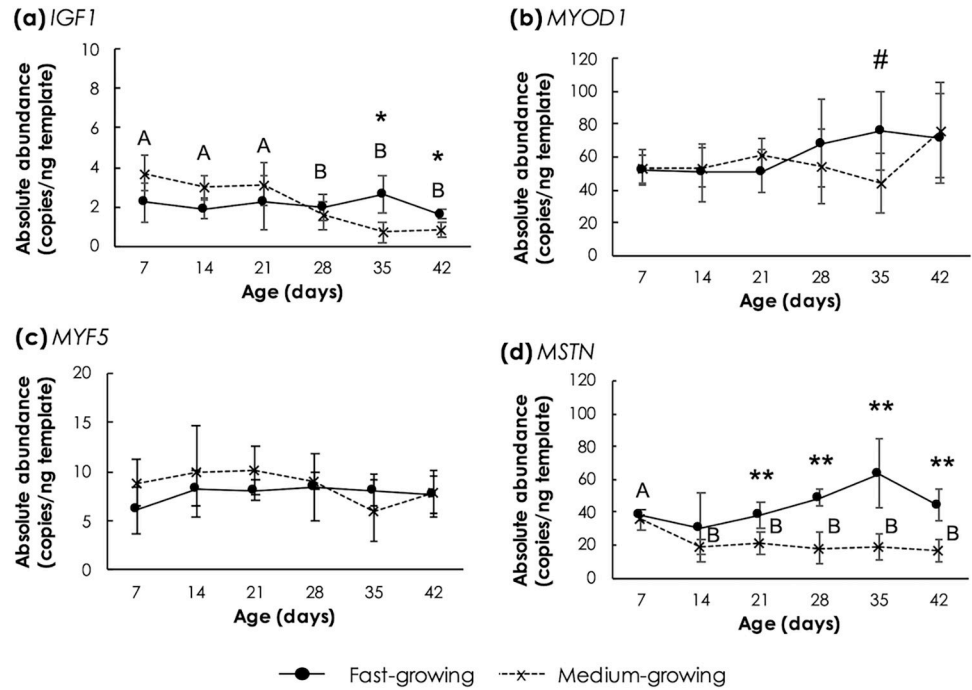 (a) IGF1
Absolute abundance
(copies/ng template)
10
8
6
4
2
0
A
A
A
B
*
B
*
B
7 14 21 28 35 42
Age (days)
(b) MYOD1
Absolute abundance
(copies/ng template)
120
100
80
60
40
20
0
#
7 14 21 28 35 42
Age (days)
(c) MYF5
Absolute abundance
(copies/ng template)
20
15
10
5
0
7 14 21 28 35 42
Age (days)
(d) MSTN
Absolute abundance
(copies/ng template)
120
100
80
60
40
20
0
**
**
**
**
A
B
B
B
B
B
7 14 21 28 35 42
Age (days)
Fast-growing Medium-growing